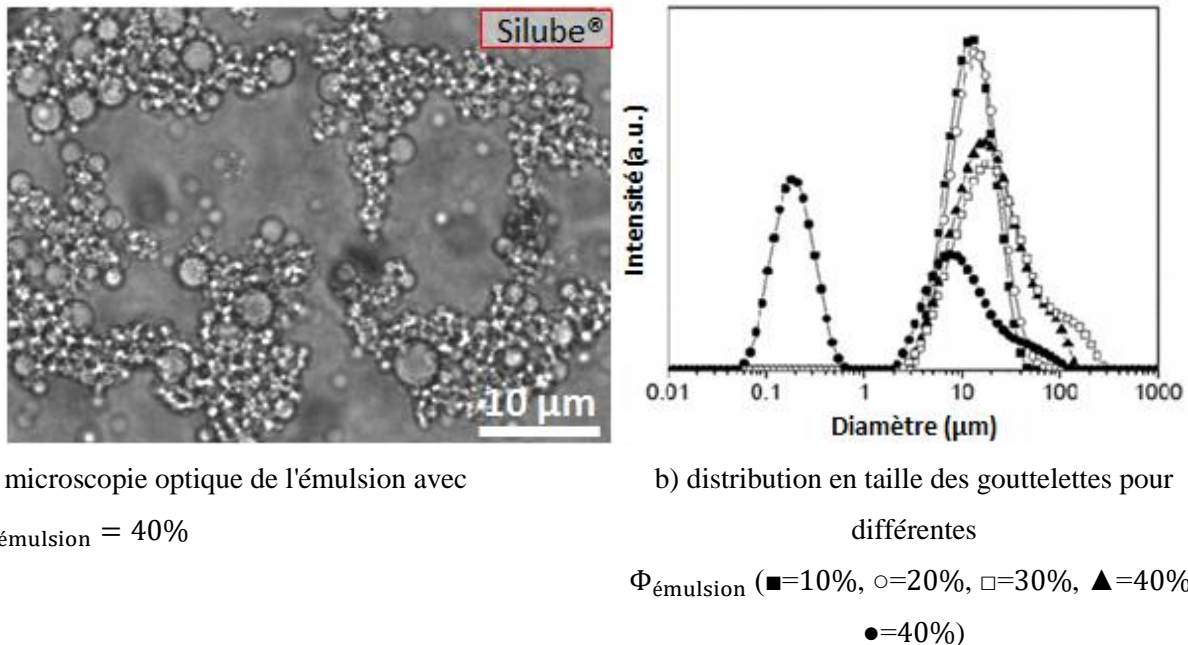 Silube®
10 µm
Intensité (a.u.)
0.01 0.1 1 10 100 1000
Diamètre (µm)
microscopie optique de l'émulsion avec
émulsion = 40%
b) distribution en taille des gouttelettes pour
différentes
Φémulsion (■=10%, ○=20%, □=30%, ▲=40%
●=40%)